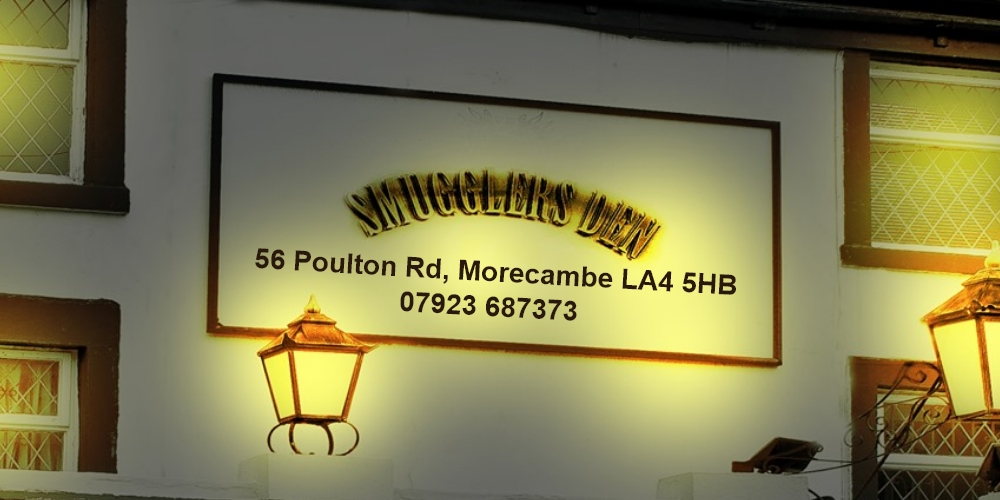 SMUGGLERS DEN
56 Poulton Rd, Morecambe LA4 5HB
07923 687373